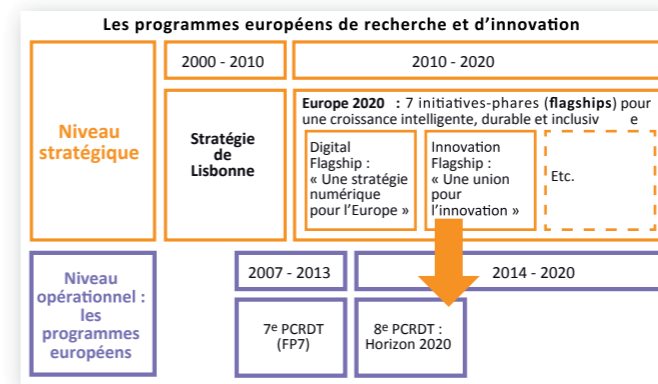 Les programmes européens de recherche et d'innovation
2000 - 2010
2010 - 2020
Niveau
stratégique
Stratégie
de
Lisbonne
Europe 2020 : 7 initiatives-phares (flagships) pour
une croissance intelligente, durable et inclusiv e
Digital
Flagship :
« Une stratégie
numérique
pour l'Europe »
Innovation
Flagship :
« Une union
pour
l'innovation »
Etc.
Niveau
opérationnel :
les
programmes
européens
2007 - 2013
2014 - 2020
7e PCRDT
(FP7)
8e PCRDT :
Horizon 2020